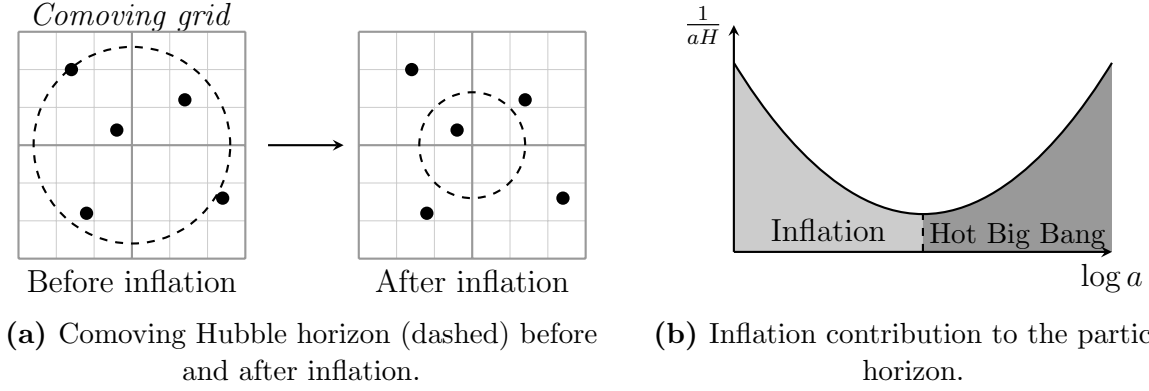 Comoving grid
Before inflation
After inflation
(a) Comoving Hubble horizon (dashed) before
and after inflation.
1/aH
Inflation
Hot Big Bang
log a
(b) Inflation contribution to the partic
horizon.